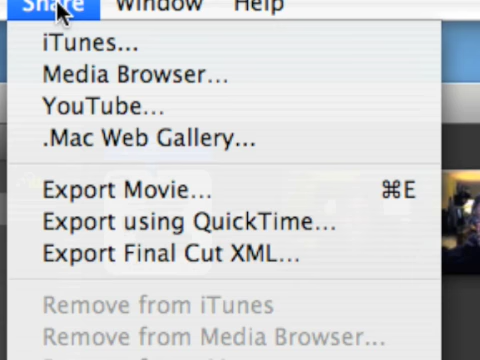 Share Window Help
iTunes...
Media Browser...
YouTube...
.Mac Web Gallery...
Export Movie... ⌘E
Export using QuickTime...
Export Final Cut XML...
Remove from iTunes
Remove from Media Browser...